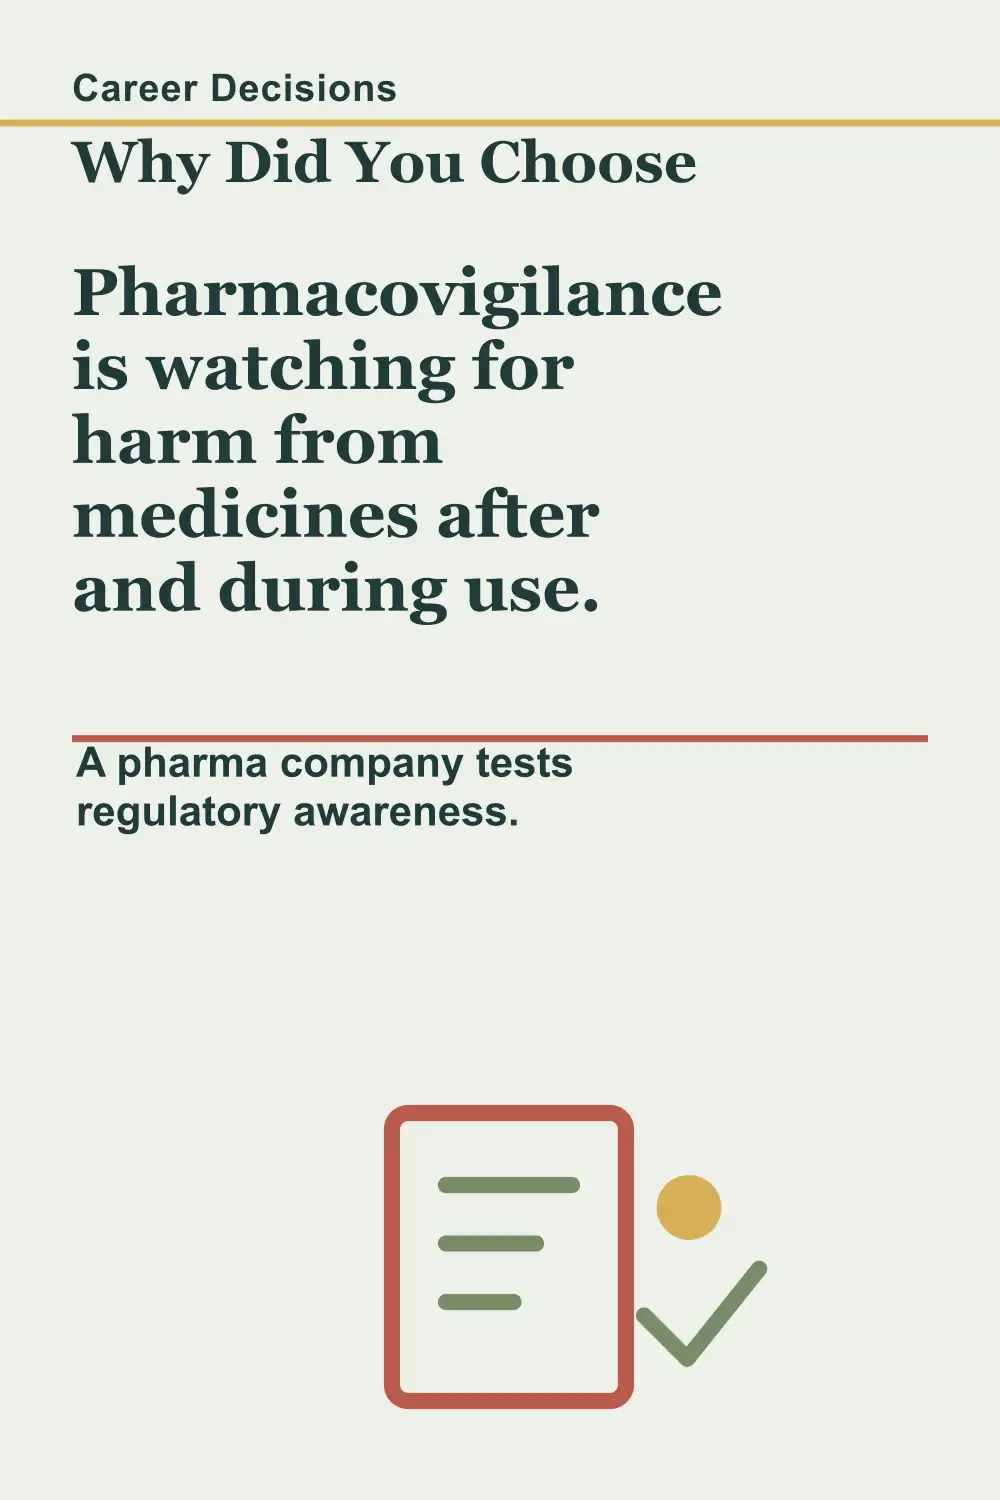 Career Decisions
Why Did You Choose
Pharmacovigilance
is watching for
harm from
medicines after
and during use.
A pharma company tests
regulatory awareness.